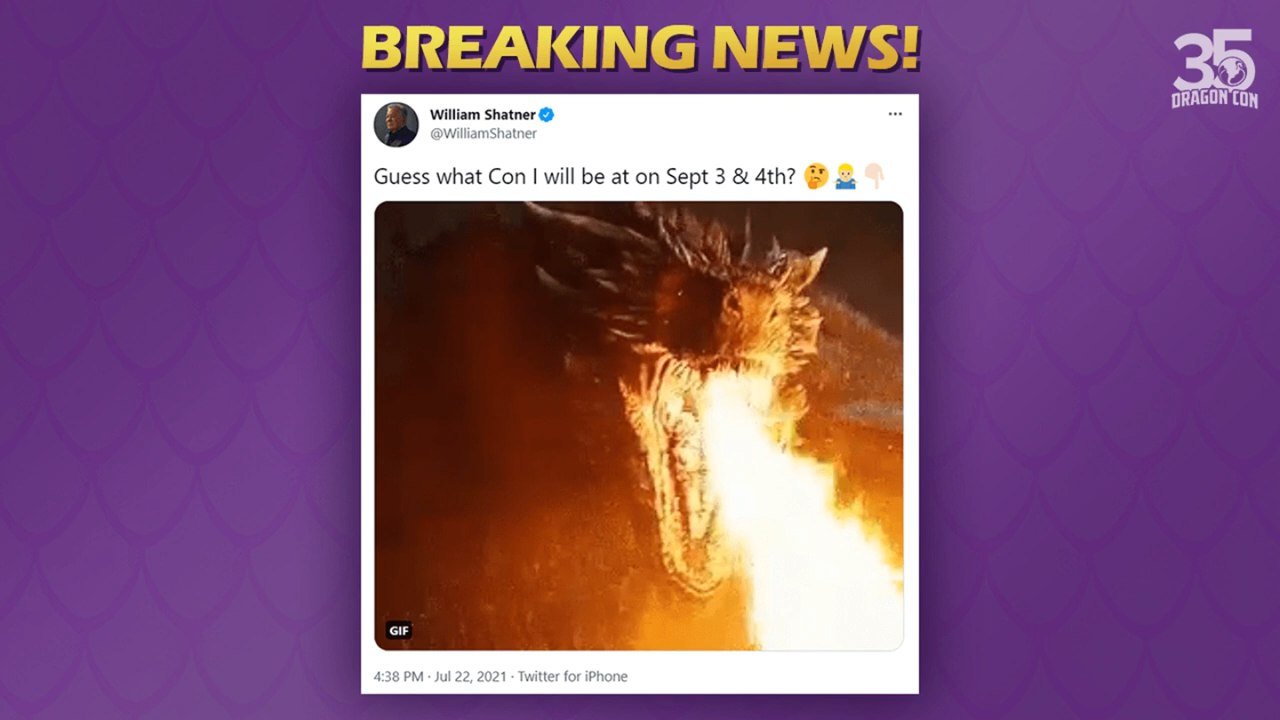 BREAKING NEWS!
35
DRAGON CON
William Shatner
@WilliamShatner
Guess what Con I will be at on Sept 3 & 4th? 🤔🤷🏼‍♂️👇🏻
GIF
4:38 PM · Jul 22, 2021 · Twitter for iPhone